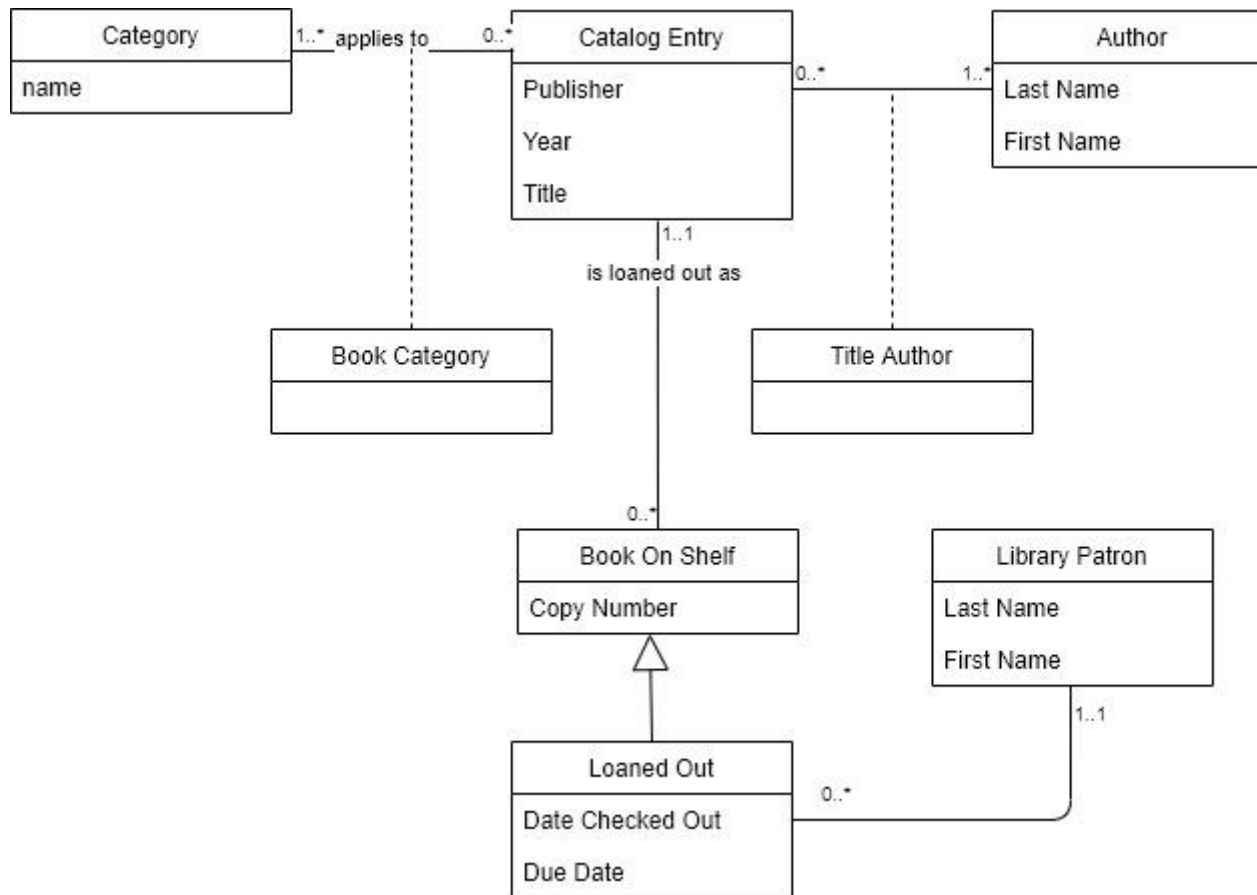 Category
name
1..*
applies to
0..*
Catalog Entry
Publisher
Year
Title
0..*
1..*
Author
Last Name
First Name
1..1
is loaned out as
Book Category
Title Author
0..*
Book On Shelf
Copy Number
Library Patron
Last Name
First Name
1..1
Loaned Out
Date Checked Out
Due Date
0..*